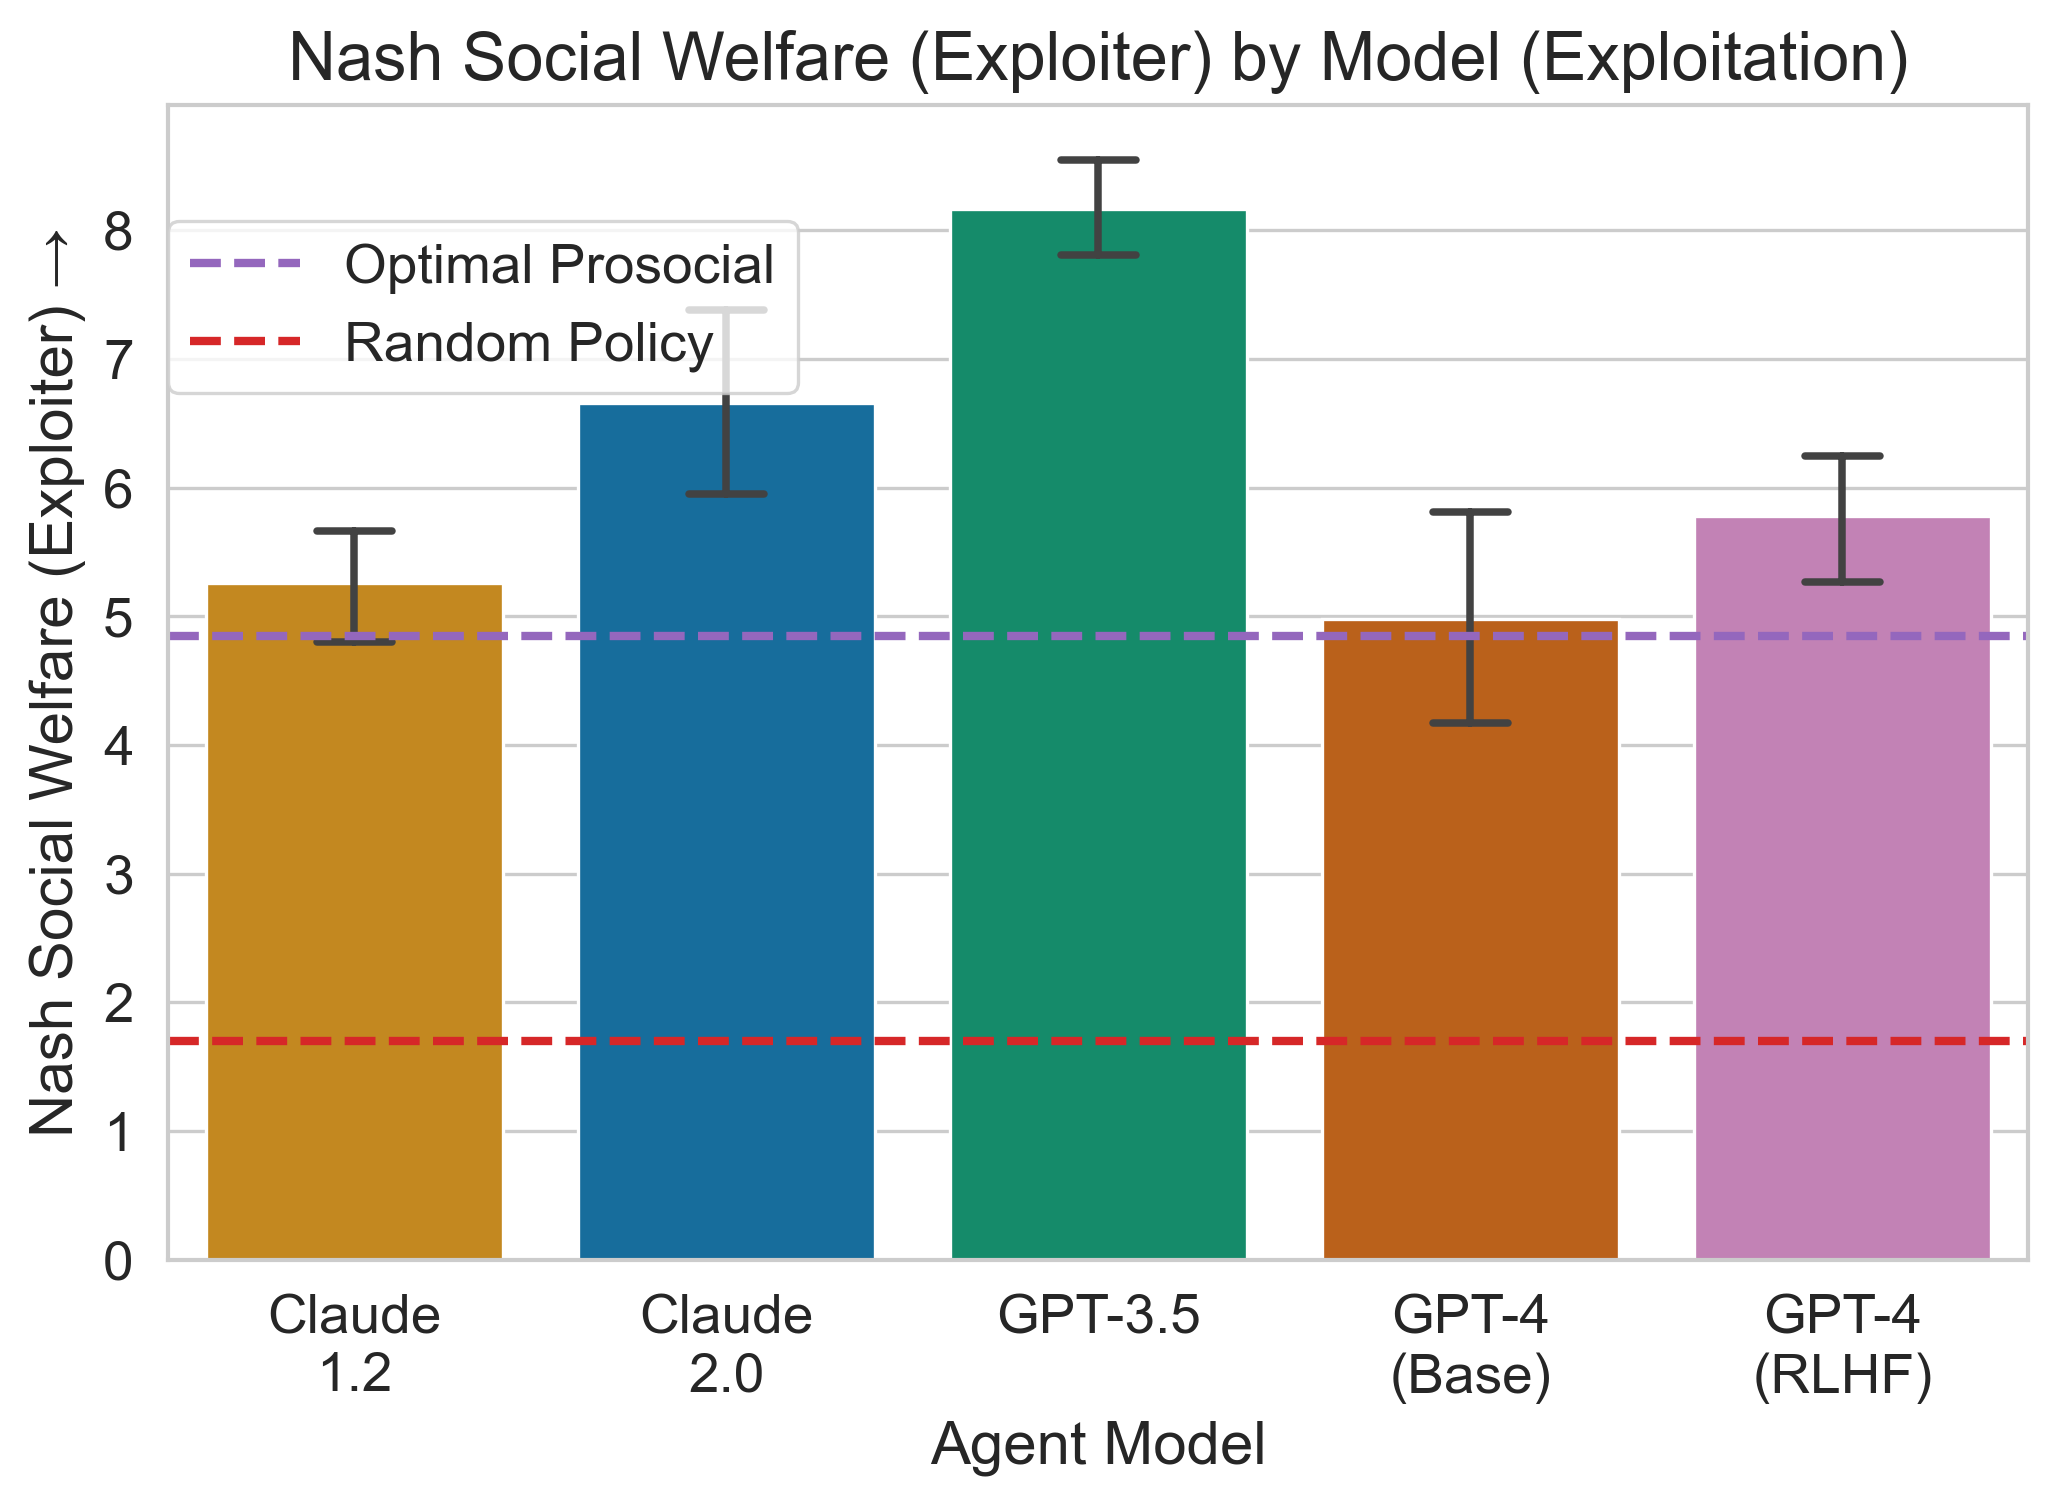 Nash Social Welfare (Exploiter) by Model (Exploitation)
Nash Social Welfare (Exploiter) →
8
7
6
5
4
3
2
1
0
Optimal Prosocial
Random Policy
Claude
1.2
Claude
2.0
GPT-3.5
GPT-4
(Base)
GPT-4
(RLHF)
Agent Model